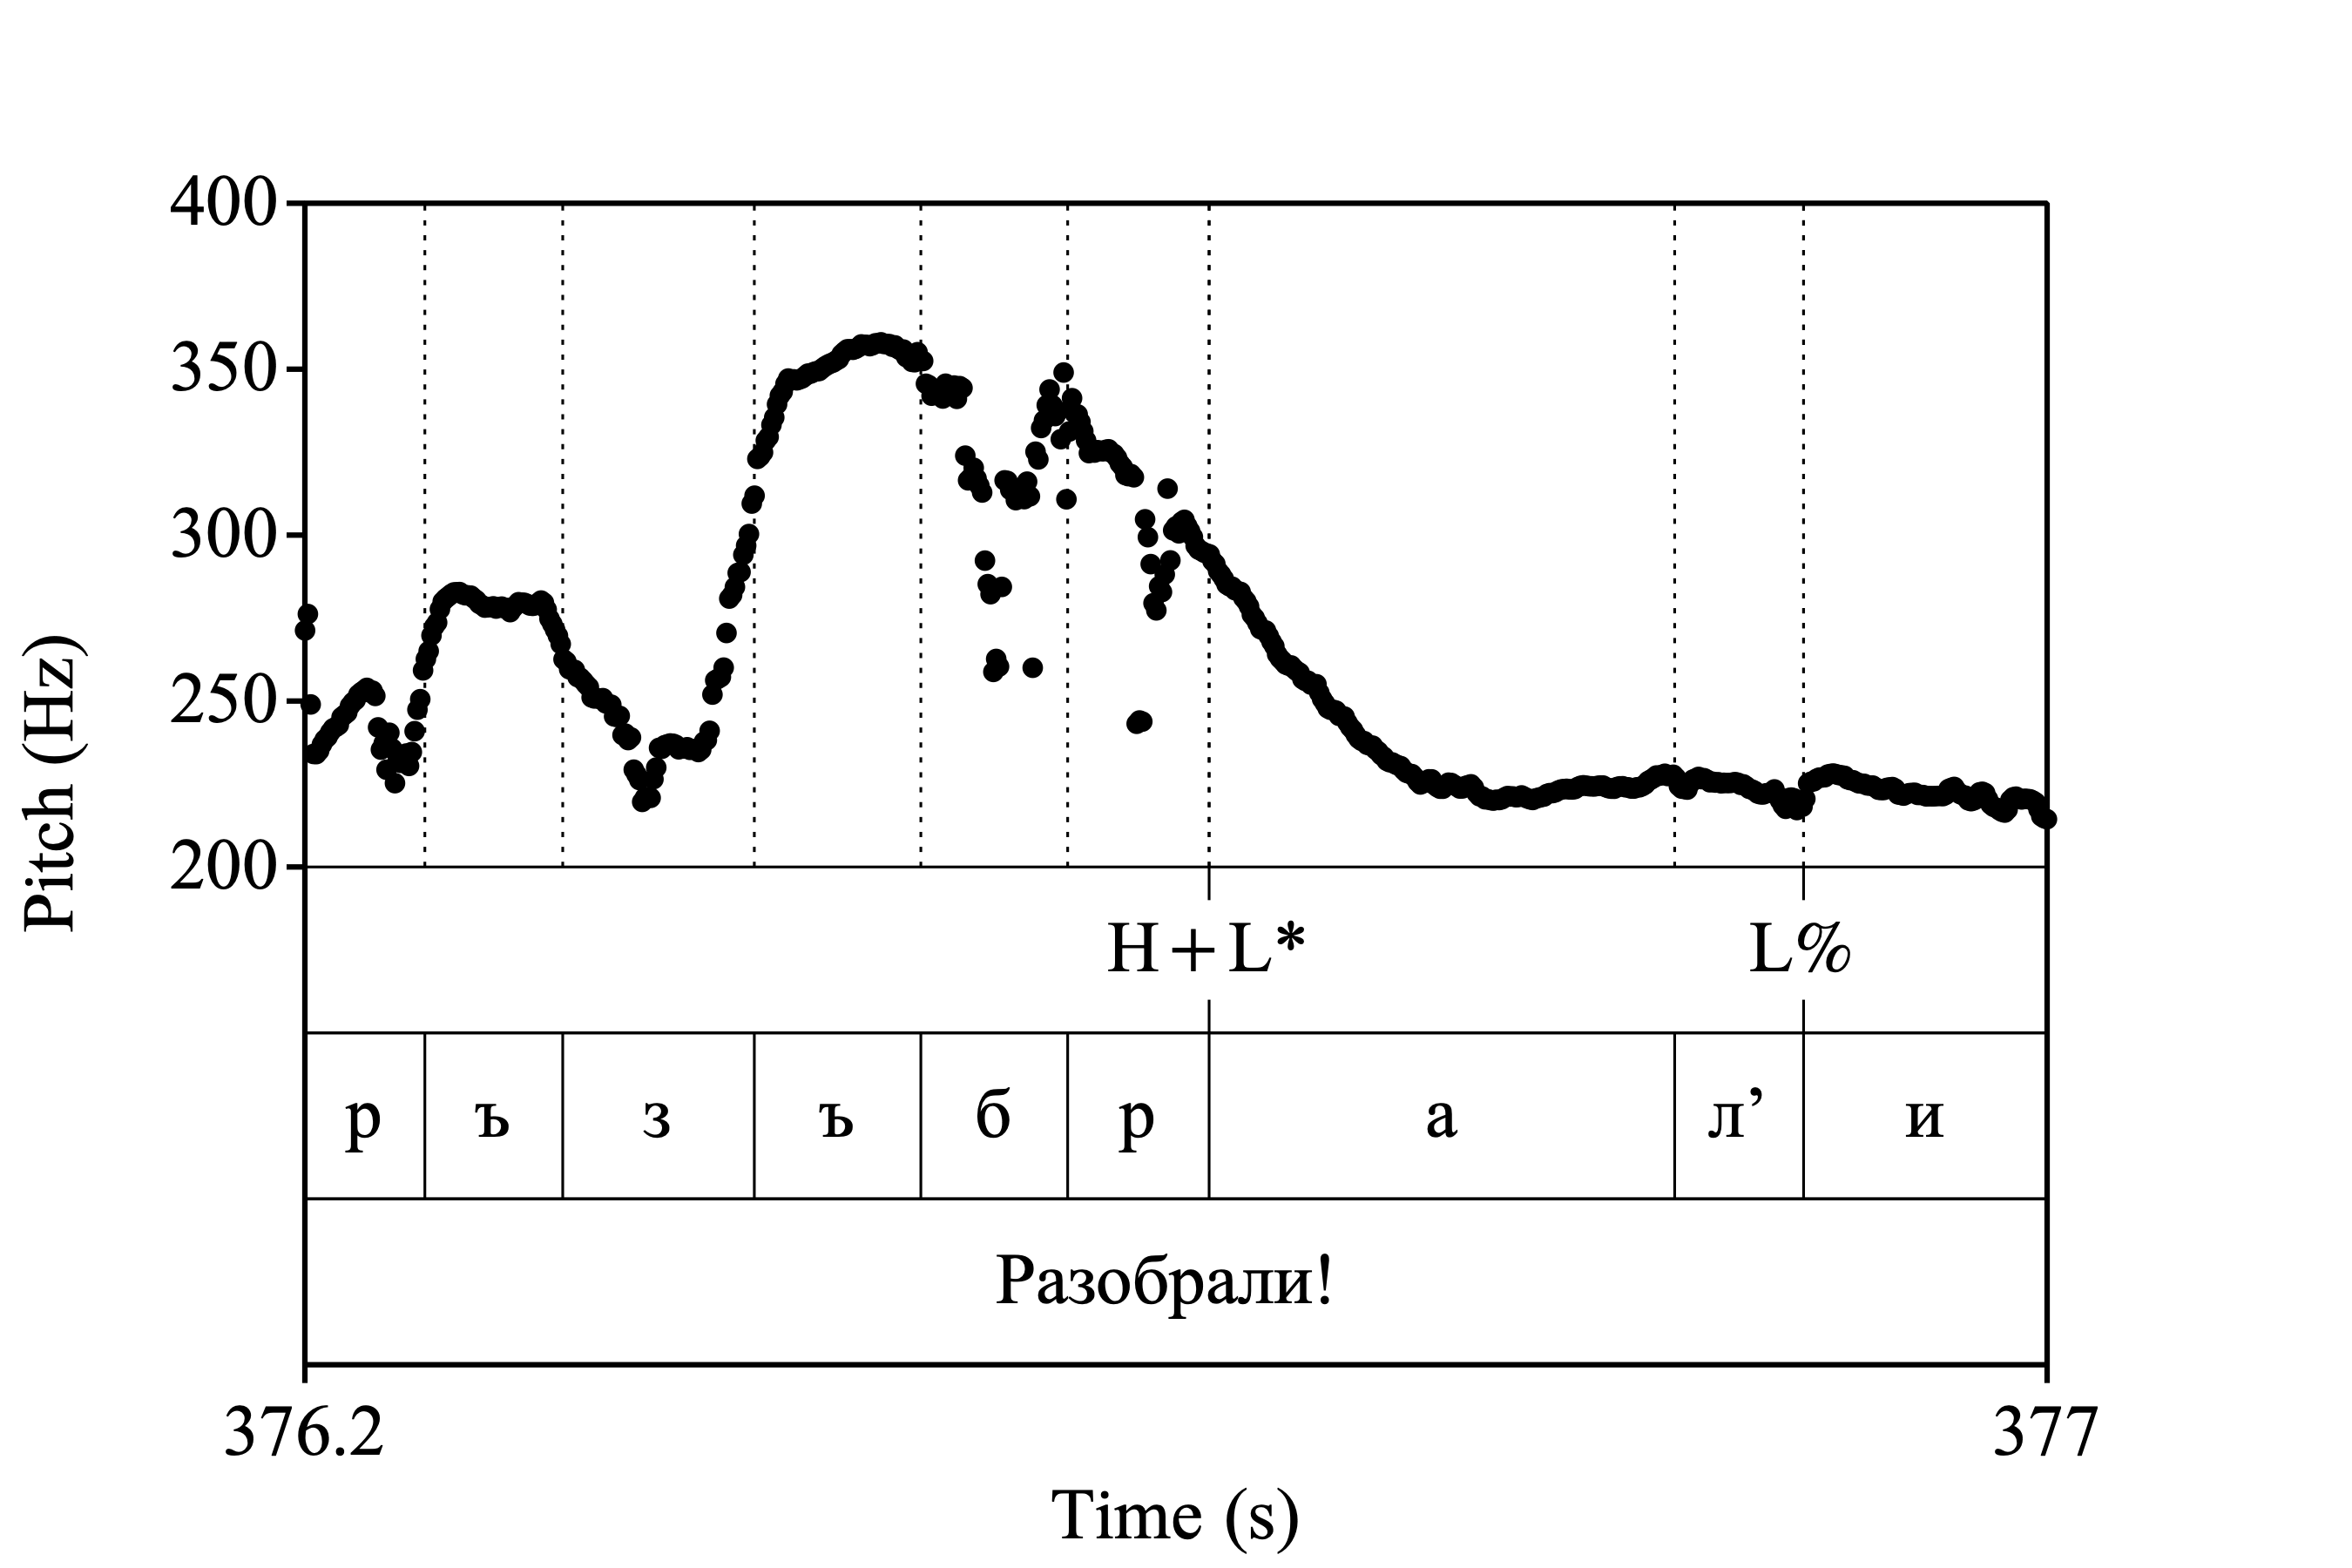 400
350
300
250
200
Pitch (Hz)
H + L* L%
р ъ з ъ б р а л’ и
Разобрали!
376.2 377
Time (s)